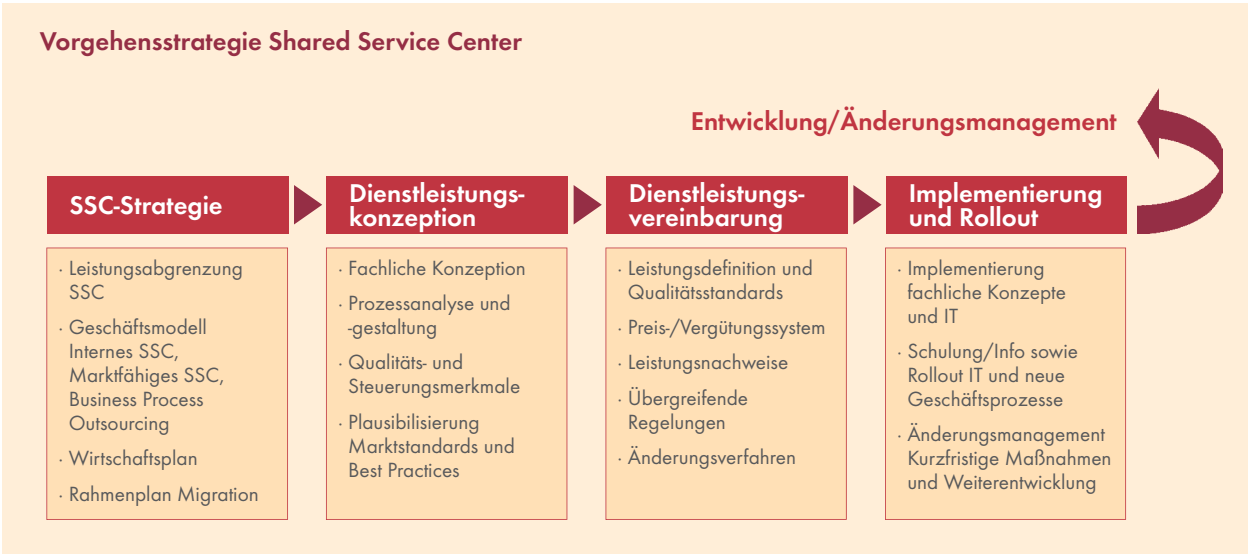 Vorgehensstrategie Shared Service Center
Entwicklung/Änderungsmanagement
SSC-Strategie
· Leistungsabgrenzung
SSC
· Geschäftsmodell
Internes SSC,
Marktfähiges SSC,
Business Process
Outsourcing
· Wirtschaftsplan
· Rahmenplan Migration
Dienstleistungs-
konzeption
· Fachliche Konzeption
· Prozessanalyse und
-gestaltung
· Qualitäts- und
Steuerungsmerkmale
· Plausibilisierung
Marktstandards und
Best Practices
Dienstleistungs-
vereinbarung
· Leistungsdefinition und
Qualitätsstandards
· Preis-/Vergütungssystem
· Leistungsnachweise
· Übergreifende
Regelungen
· Änderungsverfahren
Implementierung
und Rollout
· Implementierung
fachliche Konzepte
und IT
· Schulung/Info sowie
Rollout IT und neue
Geschäftsprozesse
· Änderungsmanagement
Kurzfristige Maßnahmen
und Weiterentwicklung